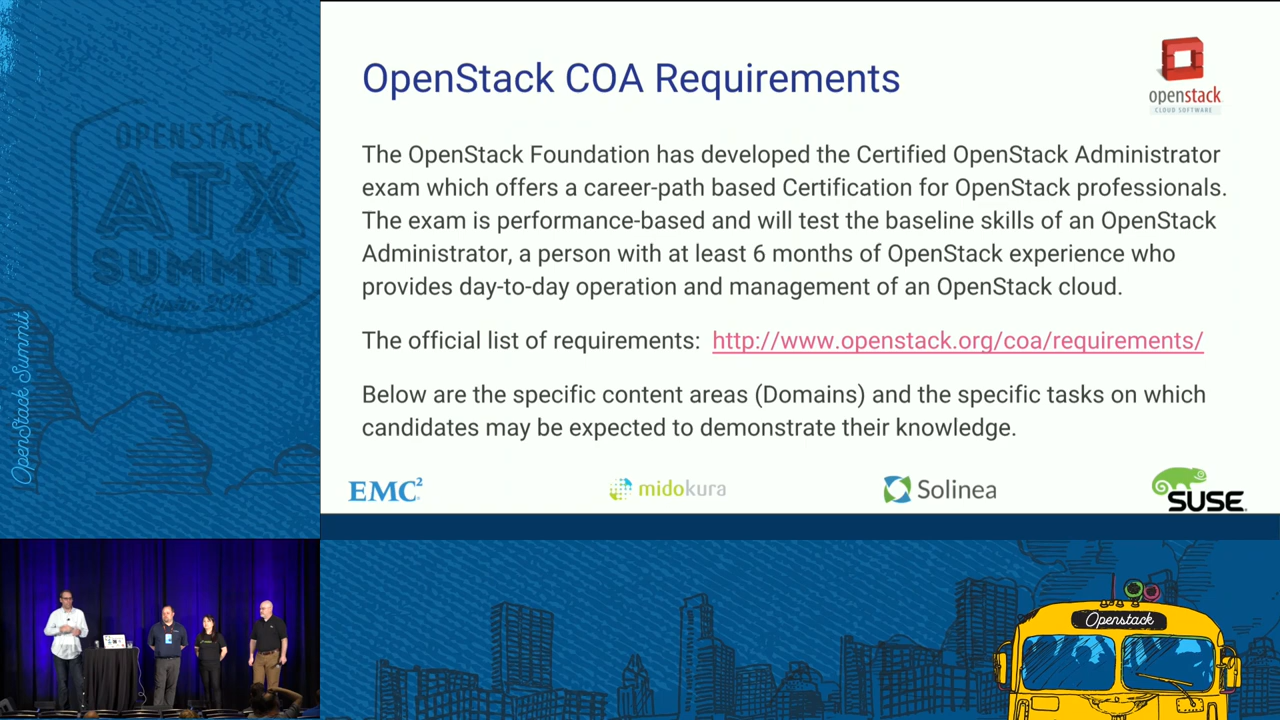 OpenStack COA Requirements
openstack
CLOUD SOFTWARE
The OpenStack Foundation has developed the Certified OpenStack Administrator
exam which offers a career-path based Certification for OpenStack professionals.
The exam is performance-based and will test the baseline skills of an OpenStack
Administrator, a person with at least 6 months of OpenStack experience who
provides day-to-day operation and management of an OpenStack cloud.
The official list of requirements: http://www.openstack.org/coa/requirements/
Below are the specific content areas (Domains) and the specific tasks on which
candidates may be expected to demonstrate their knowledge.
EMC²
midokura
Solinea
SUSE
OPENSTACK
ATX
SUMMIT
Austin 2016
OpenStack Summit
Openstack